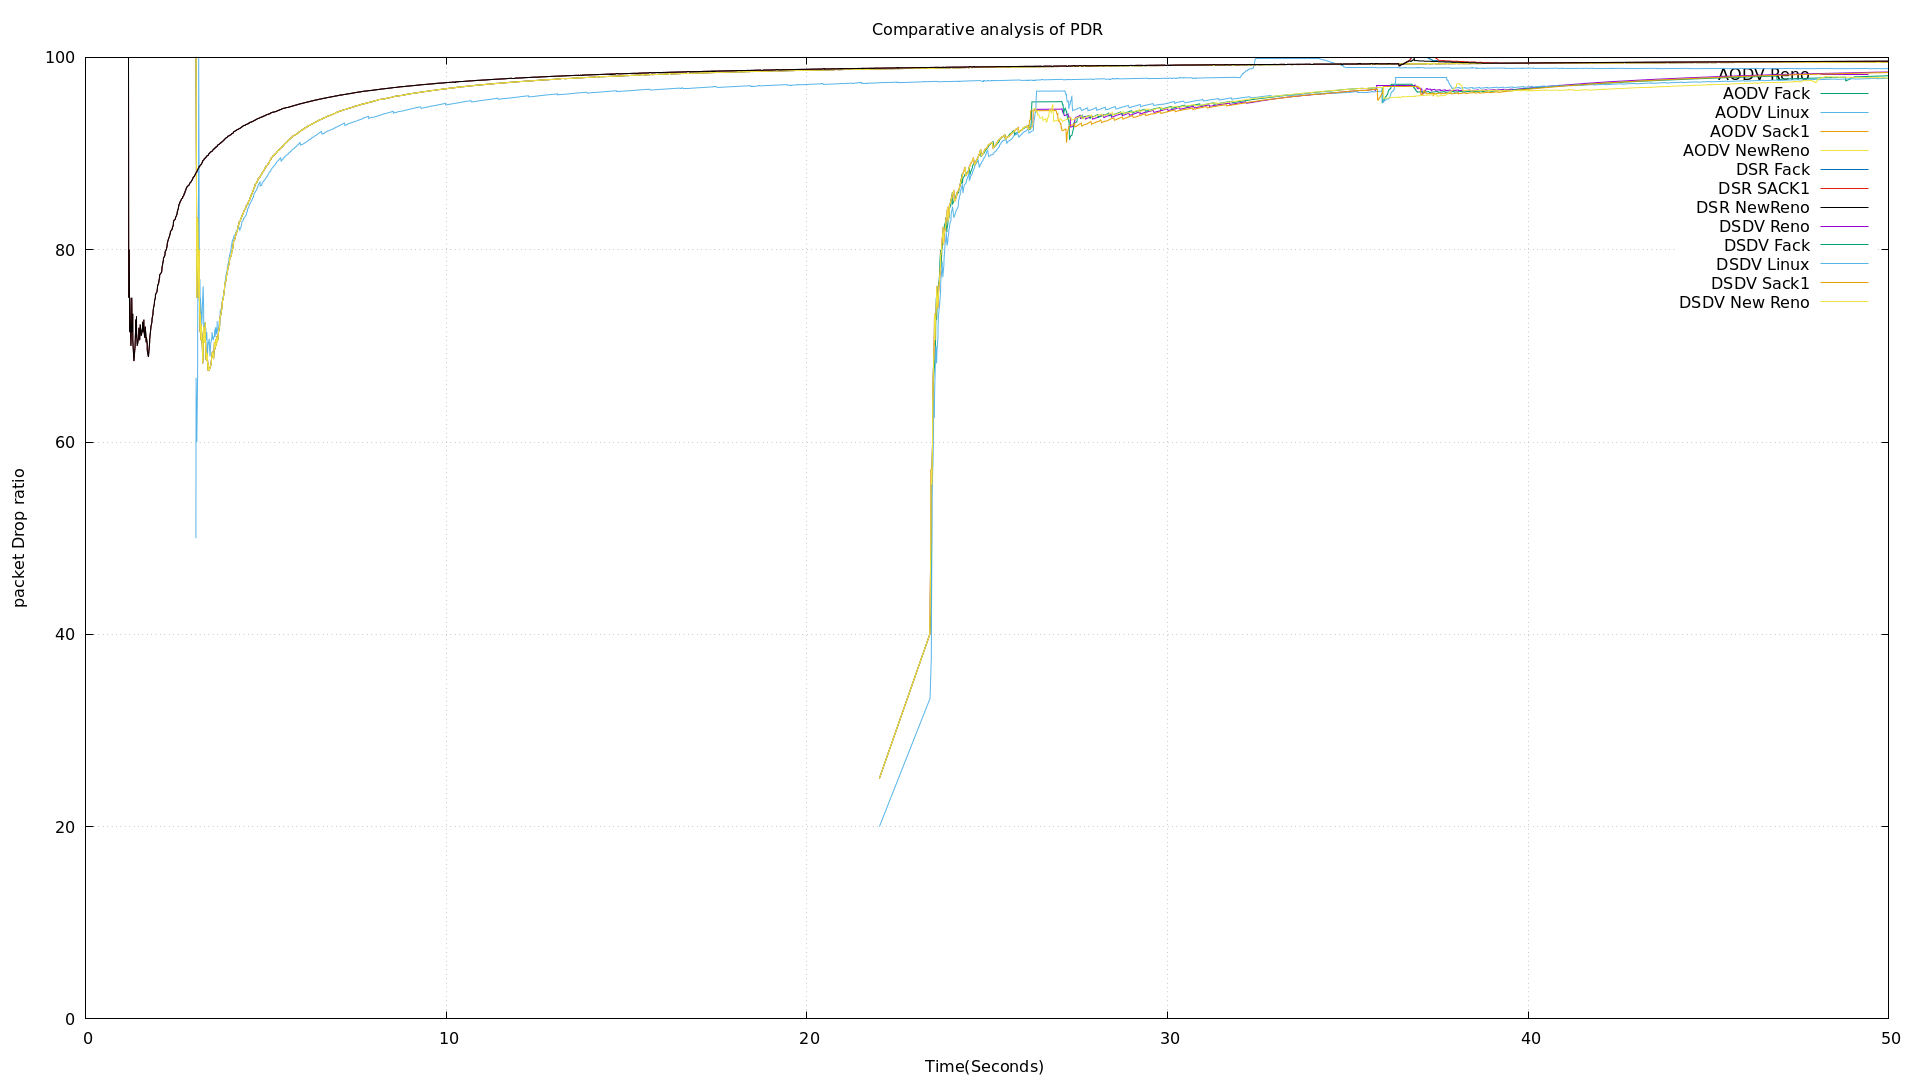 Comparative analysis of PDR
100
80
60
40
20
0
packet Drop ratio
AODV Reno
AODV Fack
AODV Linux
AODV Sack1
AODV NewReno
DSR Fack
DSR SACK1
DSR NewReno
DSDV Reno
DSDV Fack
DSDV Linux
DSDV Sack1
DSDV New Reno
0 10 20 30 40 50
Time(Seconds)